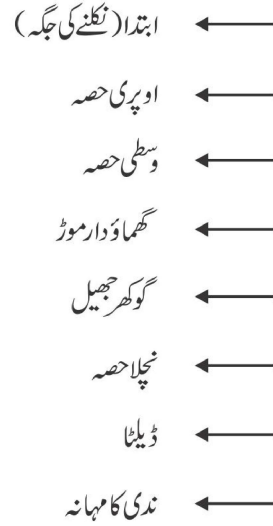 ابتدا (نکلنے کی جگہ)
اوپری حصہ
وسطی حصہ
گھماؤ دار موڑ
گوکھر جھیل
نچلا حصہ
ڈیلٹا
ندی کا مہانہ